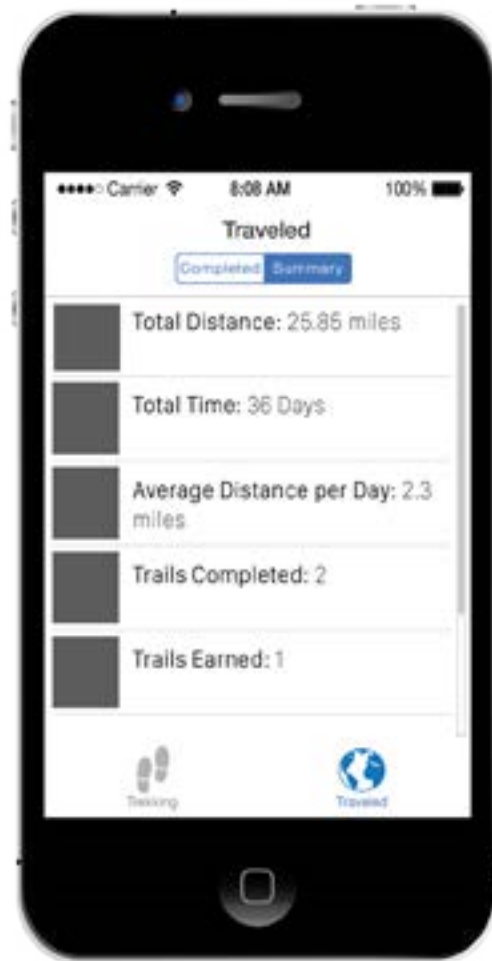 Carrier 8:08 AM 100%
Traveled
Completed Summary
Total Distance: 25.85 miles
Total Time: 36 Days
Average Distance per Day: 2.3
miles
Trails Completed: 2
Trails Earned: 1
Trekking Traveled